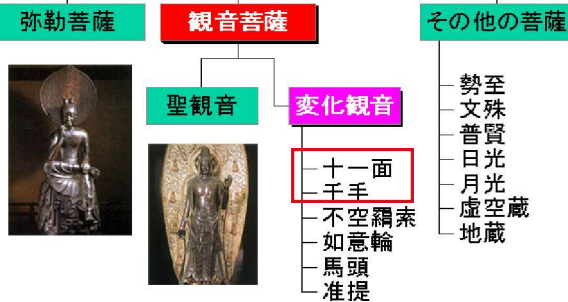 弥勒菩薩
観音菩薩
その他の菩薩
聖観音
変化観音
十一面
千手
不空羂索
如意輪
馬頭
准提
勢至
文殊
普賢
日光
月光
虚空蔵
地蔵